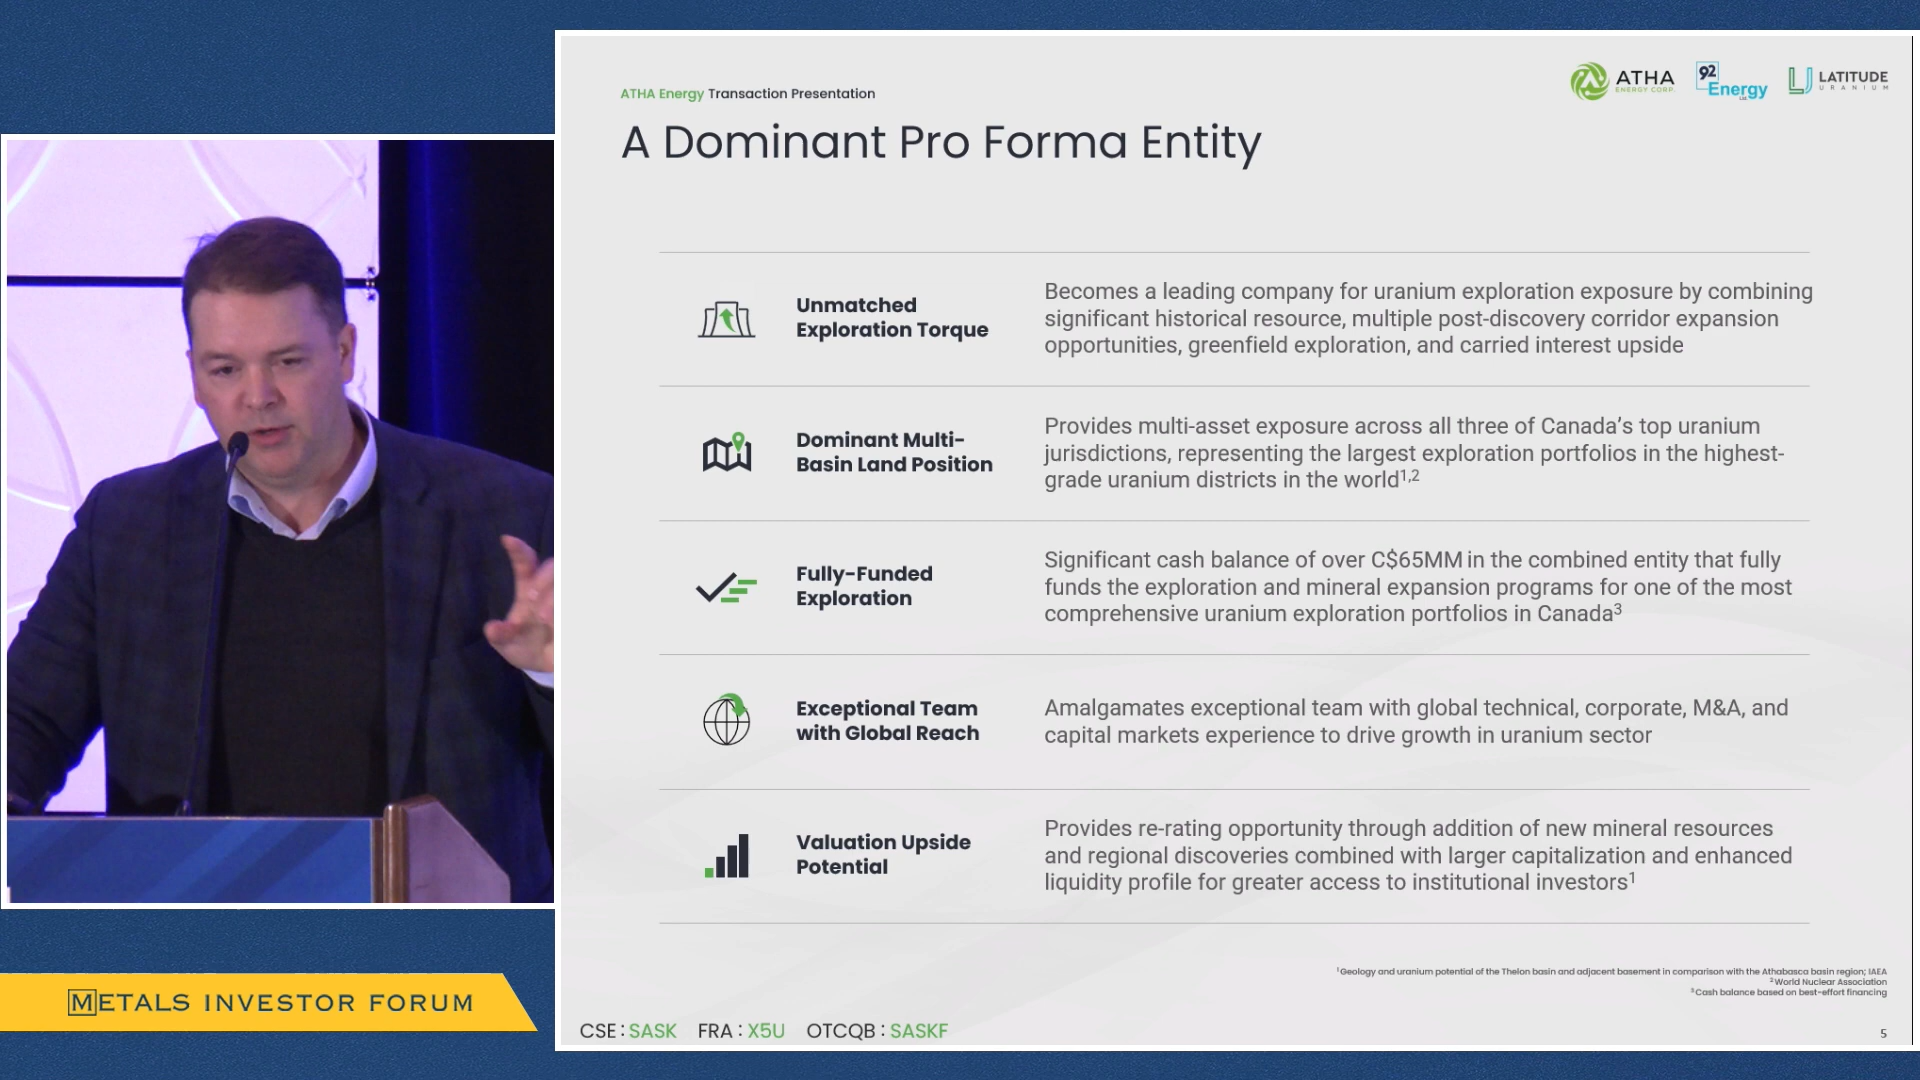 ATHA Energy Transaction Presentation
ATHA
ENERGY CORP.
92
Energy
Ltd
LATITUDE
URANIUM
A Dominant Pro Forma Entity
Unmatched
Exploration Torque
Becomes a leading company for uranium exploration exposure by combining
significant historical resource, multiple post-discovery corridor expansion
opportunities, greenfield exploration, and carried interest upside
Dominant Multi-
Basin Land Position
Provides multi-asset exposure across all three of Canada’s top uranium
jurisdictions, representing the largest exploration portfolios in the highest-
grade uranium districts in the world1,2
Fully-Funded
Exploration
Significant cash balance of over C$65MM in the combined entity that fully
funds the exploration and mineral expansion programs for one of the most
comprehensive uranium exploration portfolios in Canada3
Exceptional Team
with Global Reach
Amalgamates exceptional team with global technical, corporate, M&A, and
capital markets experience to drive growth in uranium sector
Valuation Upside
Potential
Provides re-rating opportunity through addition of new mineral resources
and regional discoveries combined with larger capitalization and enhanced
liquidity profile for greater access to institutional investors1
1Geology and uranium potential of the Thelon basin and adjacent basement in comparison with the Athabasca basin region; IAEA
2World Nuclear Association
3Cash balance based on best-effort financing
METALS INVESTOR FORUM
CSE : SASK FRA : X5U OTCQB : SASKF
5